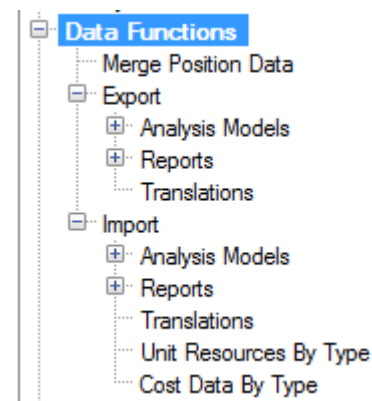 Data Functions
Merge Position Data
Export
Analysis Models
Reports
Translations
Import
Analysis Models
Reports
Translations
Unit Resources By Type
Cost Data By Type